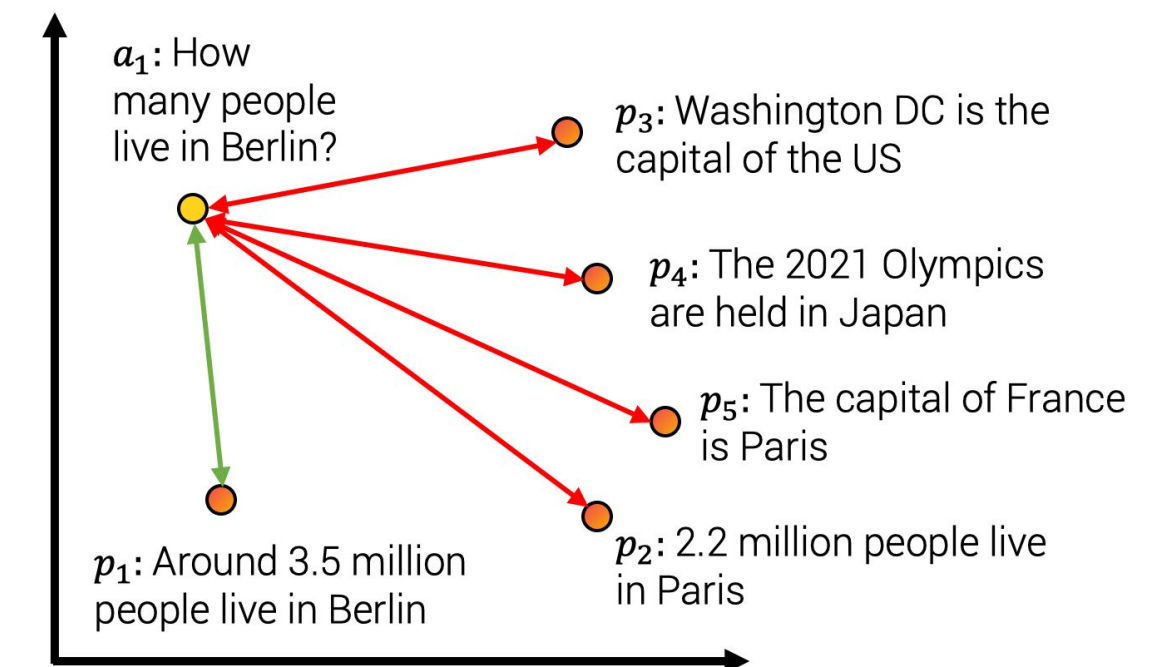 a₁: How
many people
live in Berlin?
p₃: Washington DC is the
capital of the US
p₄: The 2021 Olympics
are held in Japan
p₅: The capital of France
is Paris
p₁: Around 3.5 million
people live in Berlin
p₂: 2.2 million people live
in Paris